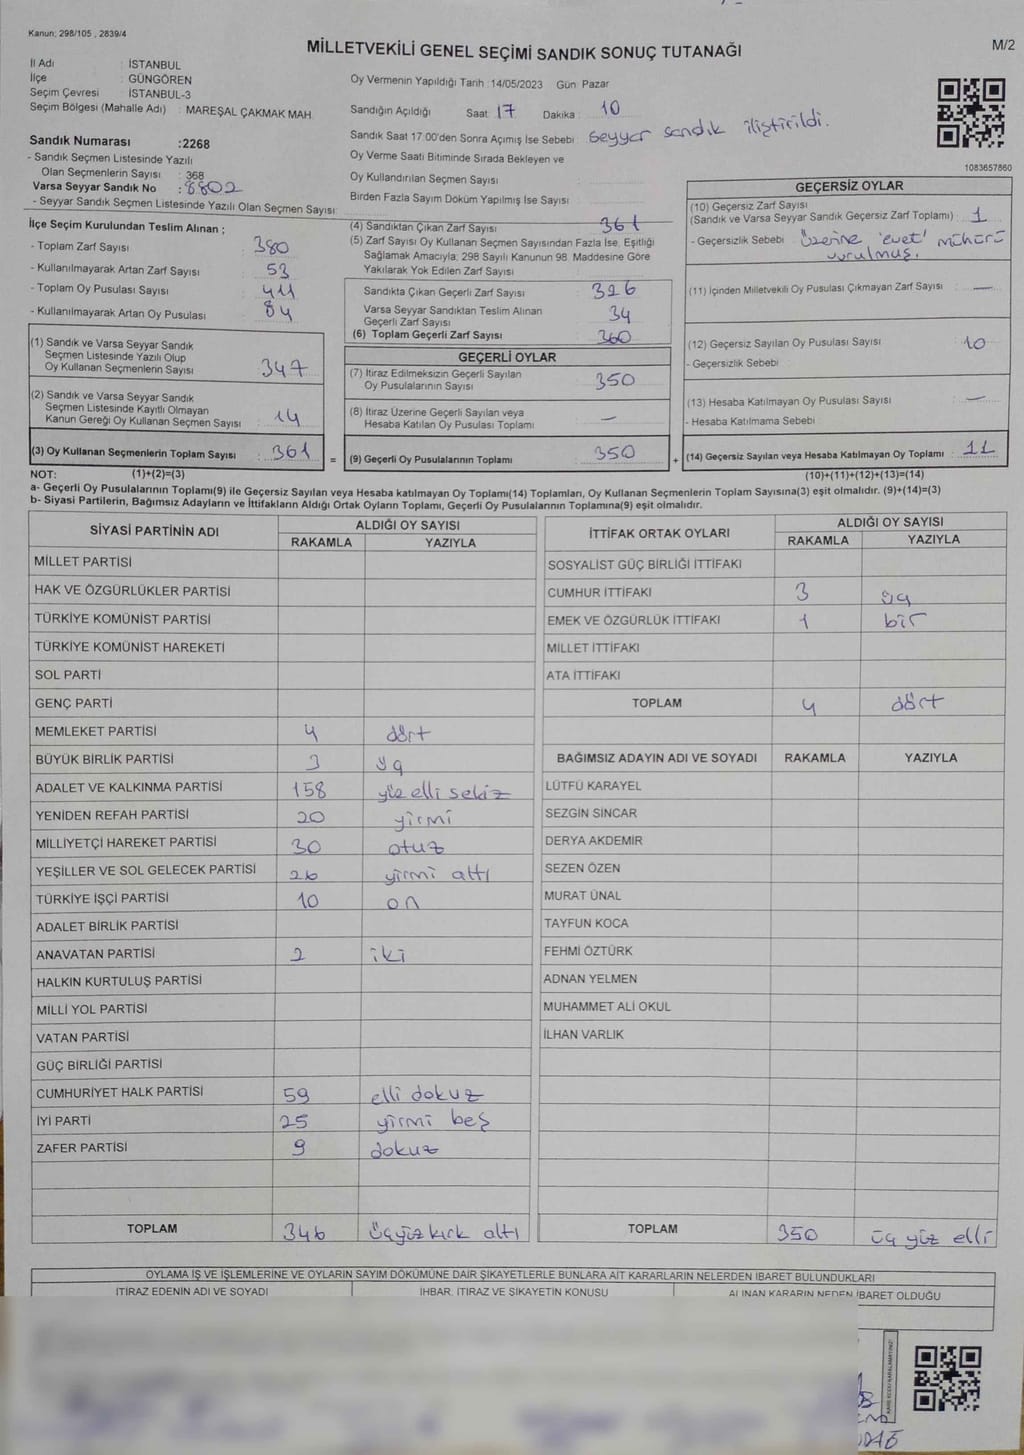 Kanun; 298/105 , 2839/4
MİLLETVEKİLİ GENEL SEÇİMİ SANDIK SONUÇ TUTANAĞI
M/2
İl Adı : İSTANBUL
İlçe : GÜNGÖREN
Seçim Çevresi : İSTANBUL-3
Seçim Bölgesi (Mahalle Adı) : MAREŞAL ÇAKMAK MAH.
Sandık Numarası :2268
- Sandık Seçmen Listesinde Yazılı
Olan Seçmenlerin Sayısı : 368
Varsa Seyyar Sandık No : 8802
- Seyyar Sandık Seçmen Listesinde Yazılı Olan Seçmen Sayısı:
Oy Vermenin Yapıldığı Tarih :14/05/2023 Gün Pazar
Sandığın Açıldığı Saat: 17 Dakika : 10
Sandık Saat 17:00'den Sonra Açımış İse Sebebi : Seyyar sandık iliştirildi.
Oy Verme Saati Bitiminde Sırada Bekleyen ve
Oy Kullandırılan Seçmen Sayısı :
Birden Fazla Sayım Döküm Yapılmış İse Sayısı :
1083657860
İlçe Seçim Kurulundan Teslim Alınan ;
- Toplam Zarf Sayısı : 380
- Kullanılmayarak Artan Zarf Sayısı : 53
- Toplam Oy Pusulası Sayısı : 411
- Kullanılmayarak Artan Oy Pusulası : 84
(1) Sandık ve Varsa Seyyar Sandık
Seçmen Listesinde Yazılı Olup
Oy Kullanan Seçmenlerin Sayısı : 347
(2) Sandık ve Varsa Seyyar Sandık
Seçmen Listesinde Kayıtlı Olmayan
Kanun Gereği Oy Kullanan Seçmen Sayısı : 14
(3) Oy Kullanan Seçmenlerin Toplam Sayısı : 361
(4) Sandıktan Çıkan Zarf Sayısı : 361
(5) Zarf Sayısı Oy Kullanan Seçmen Sayısından Fazla İse, Eşitliği
Sağlamak Amacıyla; 298 Sayılı Kanunun 98. Maddesine Göre
Yakılarak Yok Edilen Zarf Sayısı :
Sandıkta Çıkan Geçerli Zarf Sayısı : 326
Varsa Seyyar Sandıktan Teslim Alınan
Geçerli Zarf Sayısı : 34
(6) Toplam Geçerli Zarf Sayısı : 360
GEÇERLİ OYLAR
(7) İtiraz Edilmeksizin Geçerli Sayılan
Oy Pusulalarının Sayısı : 350
(8) İtiraz Üzerine Geçerli Sayılan veya
Hesaba Katılan Oy Pusulası Toplamı : —
= (9) Geçerli Oy Pusulalarının Toplamı : 350
GEÇERSİZ OYLAR
(10) Geçersiz Zarf Sayısı
(Sandık ve Varsa Seyyar Sandık Geçersiz Zarf Toplamı) : 1
- Geçersizlik Sebebi : Üzerine 'evet' mühürü
vurulmuş.
(11) İçinden Milletvekili Oy Pusulası Çıkmayan Zarf Sayısı : —
(12) Geçersiz Sayılan Oy Pusulası Sayısı : 10
- Geçersizlik Sebebi :
(13) Hesaba Katılmayan Oy Pusulası Sayısı : —
- Hesaba Katılmama Sebebi :
+ (14) Geçersiz Sayılan veya Hesaba Katılmayan Oy Toplamı : 11
NOT: (1)+(2)=(3) (10)+(11)+(12)+(13)=(14)
a- Geçerli Oy Pusulalarının Toplamı(9) ile Geçersiz Sayılan veya Hesaba katılmayan Oy Toplamı(14) Toplamları, Oy Kullanan Seçmenlerin Toplam Sayısına(3) eşit olmalıdır. (9)+(14)=(3)
b- Siyasi Partilerin, Bağımsız Adayların ve İttifakların Aldığı Ortak Oyların Toplamı, Geçerli Oy Pusulalarının Toplamına(9) eşit olmalıdır.
SİYASİ PARTİNİN ADI ALDIĞI OY SAYISI
RAKAMLA YAZIYLA
MİLLET PARTİSİ
HAK VE ÖZGÜRLÜKLER PARTİSİ
TÜRKİYE KOMÜNİST PARTİSİ
TÜRKİYE KOMÜNİST HAREKETİ
SOL PARTİ
GENÇ PARTİ
MEMLEKET PARTİSİ 4 dört
BÜYÜK BİRLİK PARTİSİ 3 üç
ADALET VE KALKINMA PARTİSİ 158 yüz elli sekiz
YENİDEN REFAH PARTİSİ 20 yirmi
MİLLİYETÇİ HAREKET PARTİSİ 30 otuz
YEŞİLLER VE SOL GELECEK PARTİSİ 26 yirmi altı
TÜRKİYE İŞÇİ PARTİSİ 10 on
ADALET BİRLİK PARTİSİ
ANAVATAN PARTİSİ 2 iki
HALKIN KURTULUŞ PARTİSİ
MİLLİ YOL PARTİSİ
VATAN PARTİSİ
GÜÇ BİRLİĞİ PARTİSİ
CUMHURİYET HALK PARTİSİ 59 elli dokuz
İYİ PARTİ 25 yirmi beş
ZAFER PARTİSİ 9 dokuz
TOPLAM 346 üçyüz kırk altı
İTTİFAK ORTAK OYLARI ALDIĞI OY SAYISI
RAKAMLA YAZIYLA
SOSYALİST GÜÇ BİRLİĞİ İTTİFAKI
CUMHUR İTTİFAKI 3 üç
EMEK VE ÖZGÜRLÜK İTTİFAKI 1 bir
MİLLET İTTİFAKI
ATA İTTİFAKI
TOPLAM 4 dört
BAĞIMSIZ ADAYIN ADI VE SOYADI RAKAMLA YAZIYLA
LÜTFÜ KARAYEL
SEZGİN SİNCAR
DERYA AKDEMİR
SEZEN ÖZEN
MURAT ÜNAL
TAYFUN KOCA
FEHMİ ÖZTÜRK
ADNAN YELMEN
MUHAMMET ALİ OKUL
İLHAN VARLIK
TOPLAM 350 üç yüz elli
OYLAMA İŞ VE İŞLEMLERİNE VE OYLARIN SAYIM DÖKÜMÜNE DAİR ŞİKAYETLERLE BUNLARA AİT KARARLARIN NELERDEN İBARET BULUNDUKLARI
İTİRAZ EDENİN ADI VE SOYADI İHBAR, İTİRAZ VE ŞİKAYETİN KONUSU ALINAN KARARIN NEDEN İBARET OLDUĞU